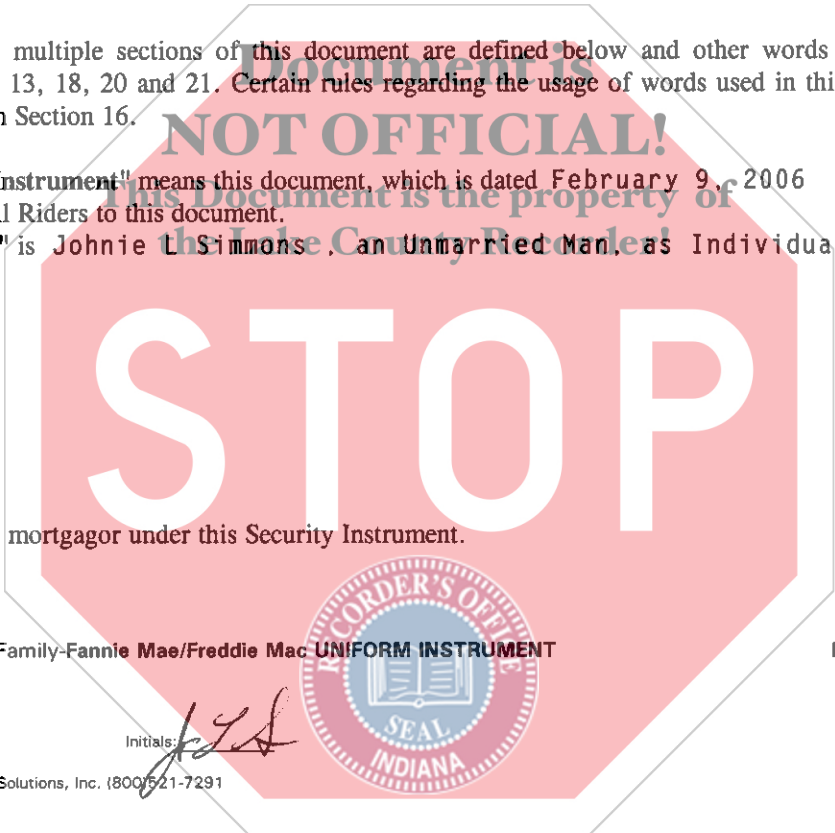 multiple sections of this document are defined below and other words
Document is
13, 18, 20 and 21. Certain rules regarding the usage of words used in thi
n Section 16.
NOT OFFICIAL!
nstrument" means this document, which is dated February 9, 2006
This Document is the property of
l Riders to this document.
" is Johnie L Simmons , an Unmarried Man, as Individua
the Lake County Recorder!
STOP
mortgagor under this Security Instrument.
RECORDER'S OFFICE
Family-Fannie Mae/Freddie Mac UNIFORM INSTRUMENT
SEAL
INDIANA
Initials: JLS
Solutions, Inc. (800)521-7291